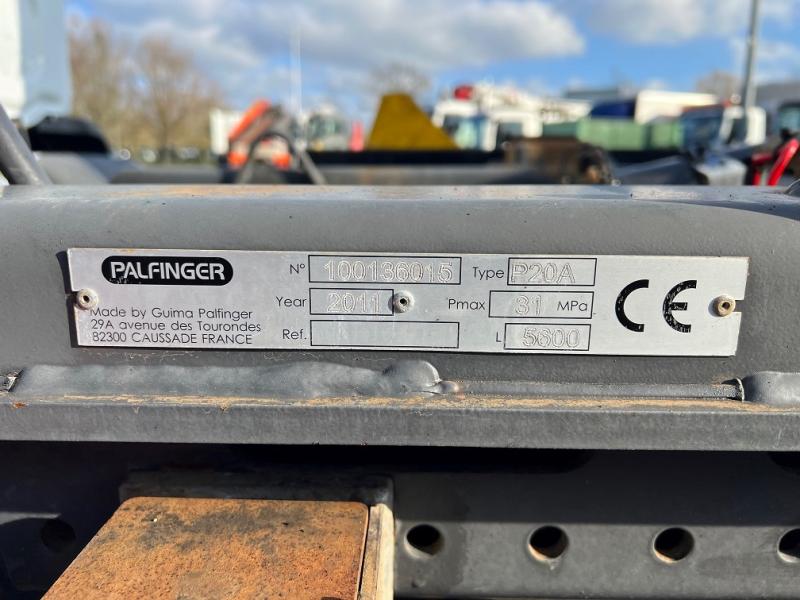 PALFINGER
Made by Guima Palfinger
29A avenue des Tourondes
82300 CAUSSADE FRANCE
N° 100136015 Type P20A
Year 2011 Pmax 31 MPa
Ref. L 5600
CE